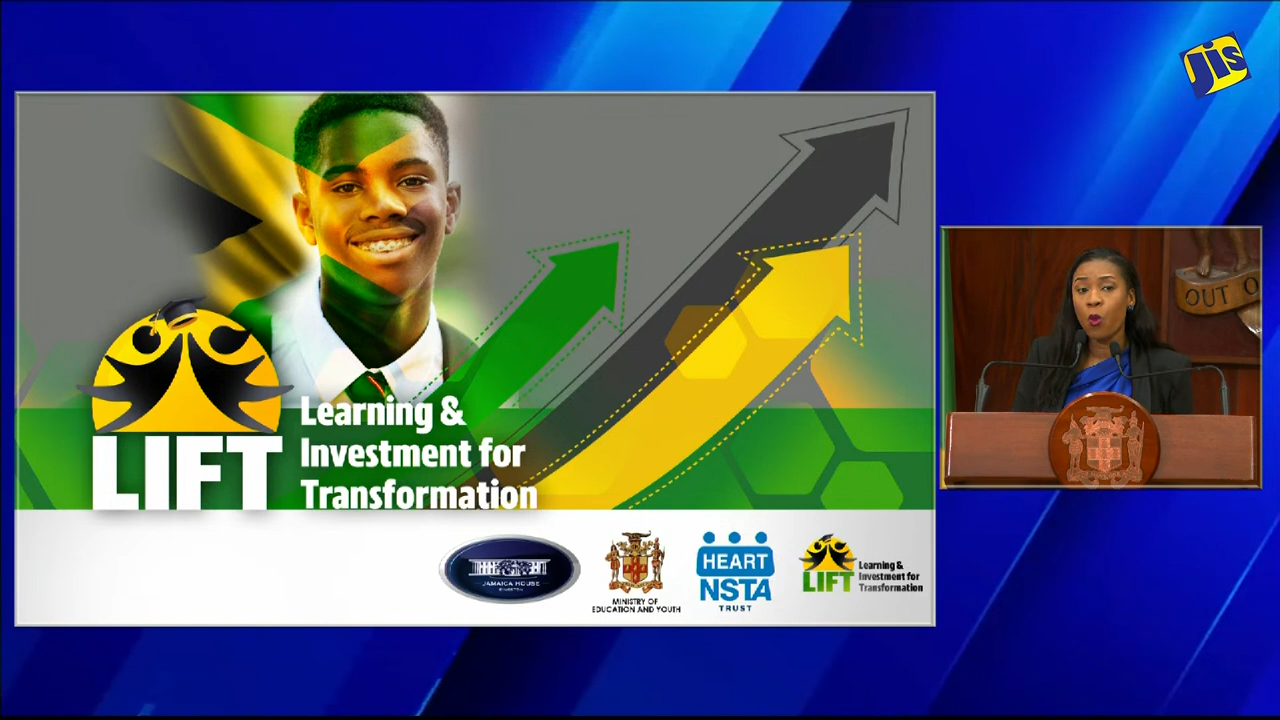 Jis
OUT O
LIFT
Learning &
Investment for
Transformation
JAMAICA HOUSE
MINISTRY OF
EDUCATION AND YOUTH
HEART
NSTA
TRUST
LIFT
Learning &
Investment for
Transformation